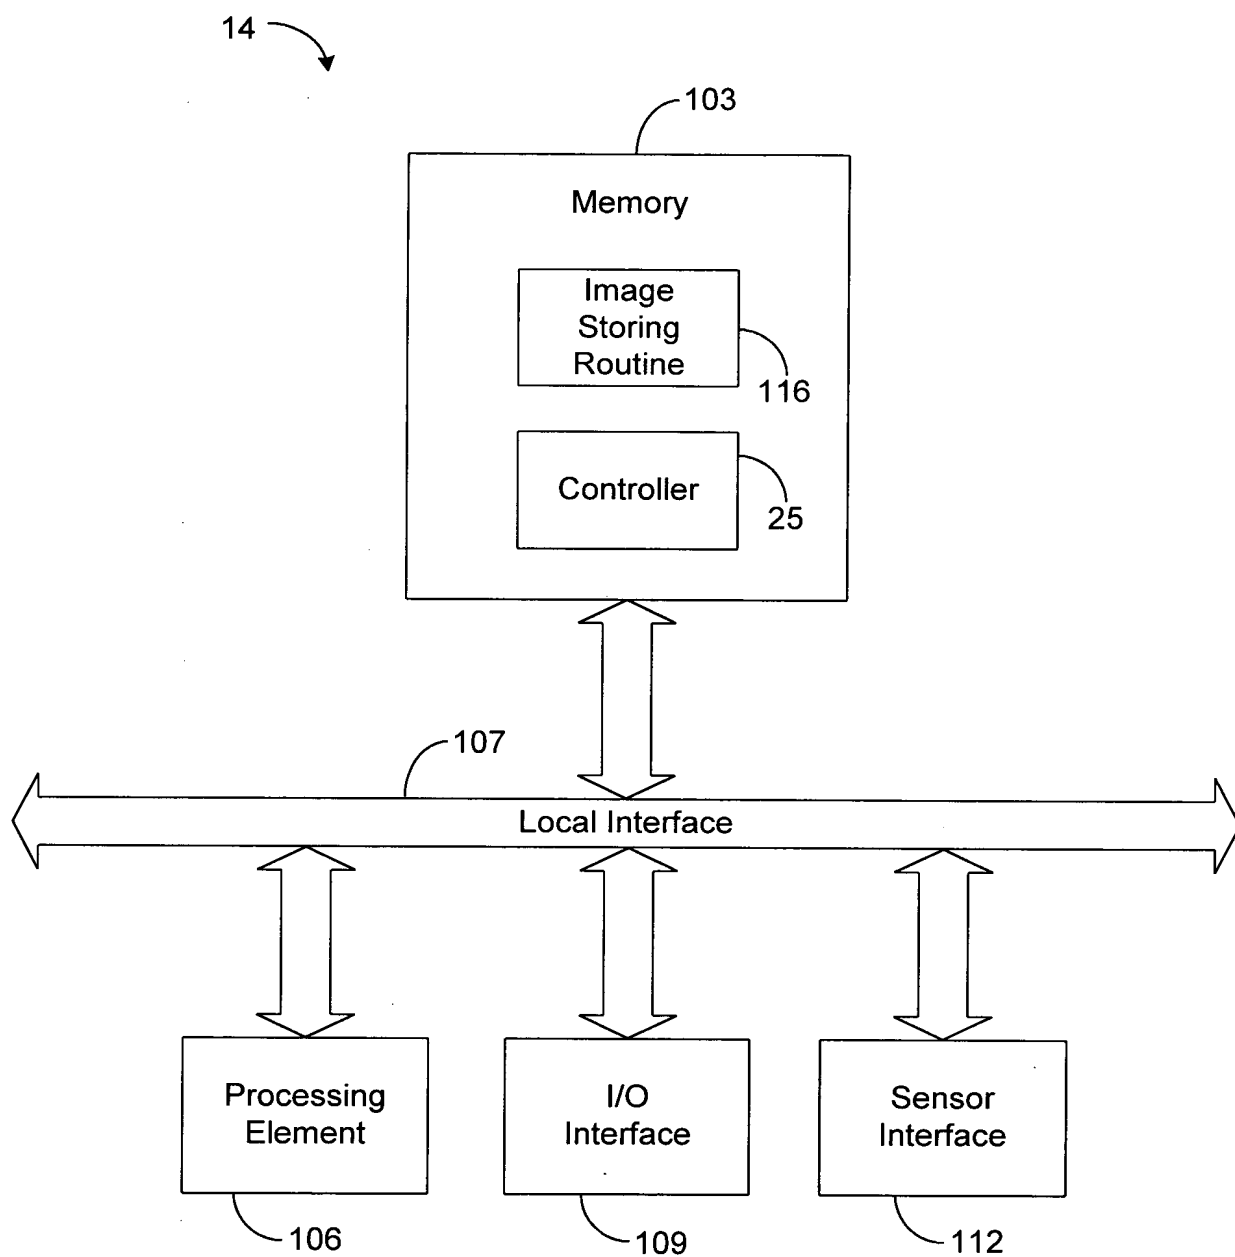 14
103
Memory
Image
Storing
Routine
116
Controller
25
107
Local Interface
Processing
Element
I/O
Interface
Sensor
Interface
106
109
112